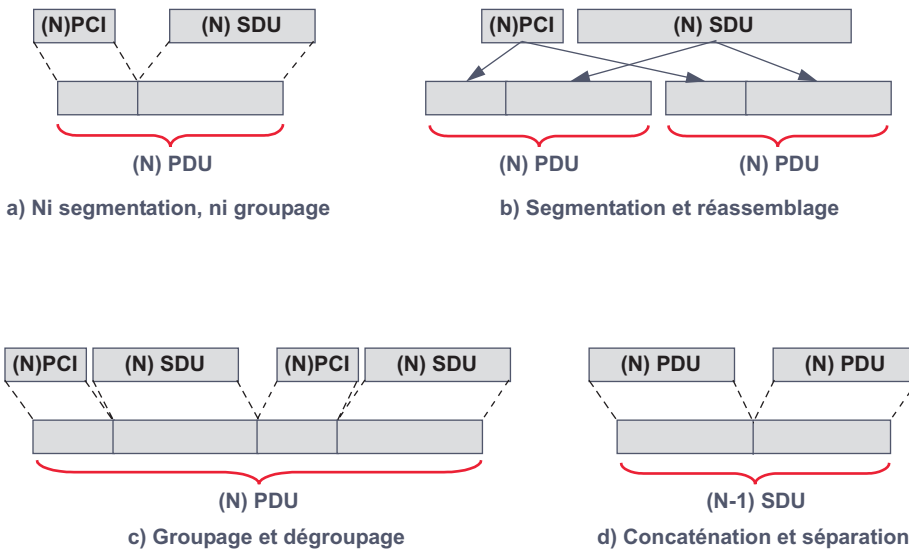 (N)PCI (N) SDU
(N) PDU
a) Ni segmentation, ni groupage
(N)PCI (N) SDU
(N) PDU (N) PDU
b) Segmentation et réassemblage
(N)PCI (N) SDU (N)PCI (N) SDU
(N) PDU
c) Groupage et dégroupage
(N) PDU (N) PDU
(N-1) SDU
d) Concaténation et séparation